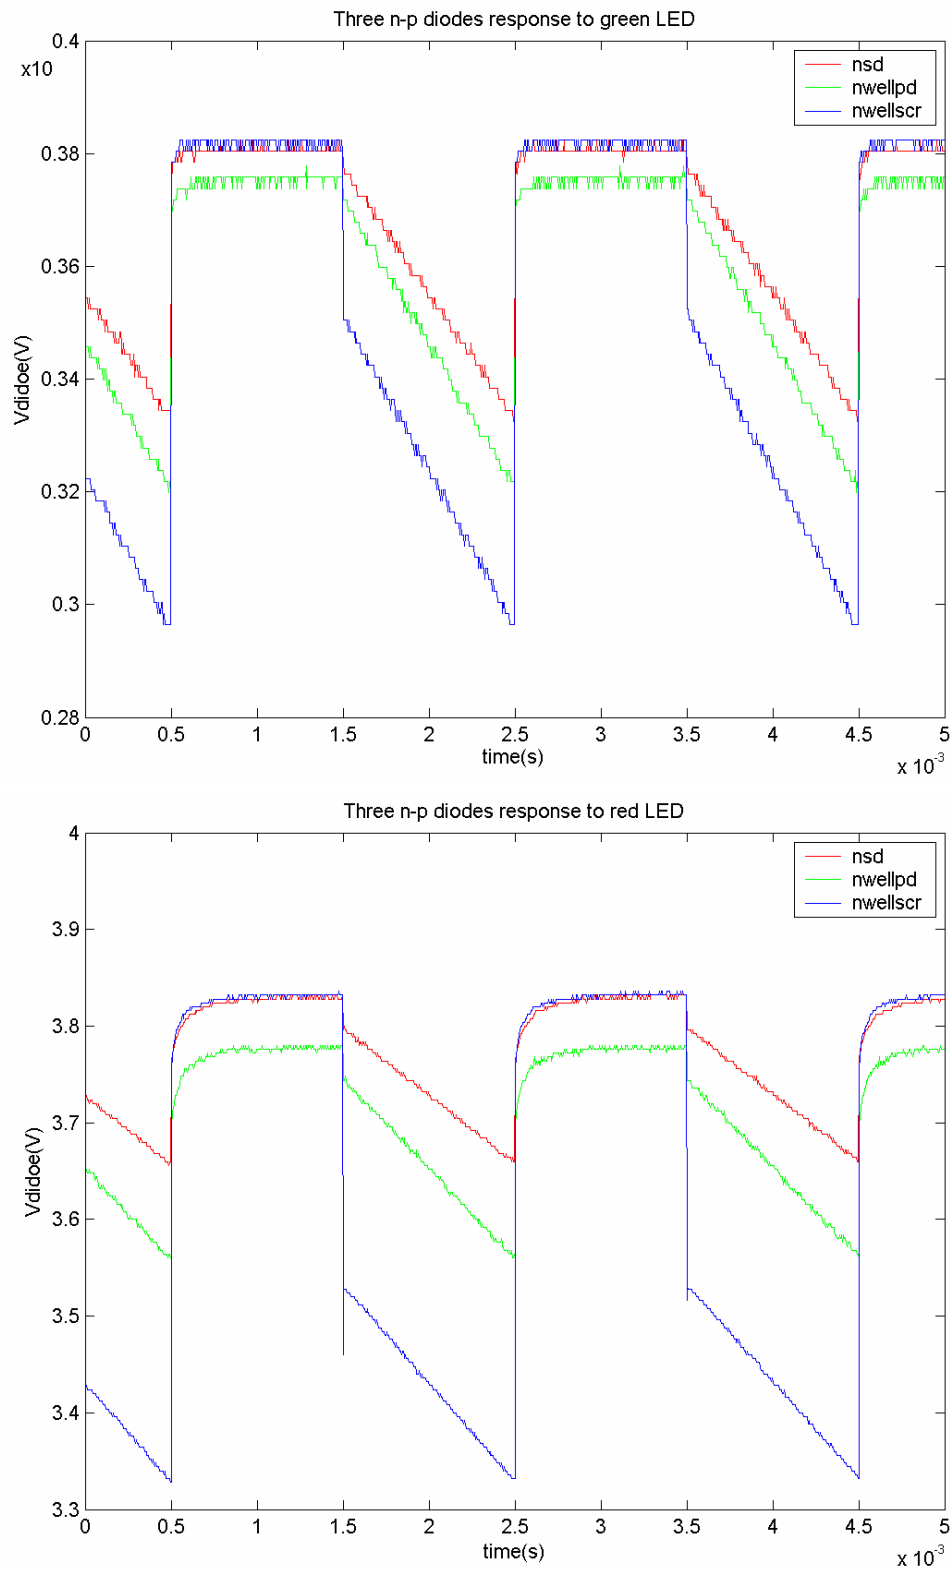 Three n-p diodes response to green LED
x10
nsd
nwellpd
nwellscr
Vdidoe(V)
0.4
0.38
0.36
0.34
0.32
0.3
0.28
0 0.5 1 1.5 2 2.5 3 3.5 4 4.5 5
time(s)
x 10-3
Three n-p diodes response to red LED
nsd
nwellpd
nwellscr
Vdidoe(V)
4
3.9
3.8
3.7
3.6
3.5
3.4
3.3
0 0.5 1 1.5 2 2.5 3 3.5 4 4.5 5
time(s)
x 10-3